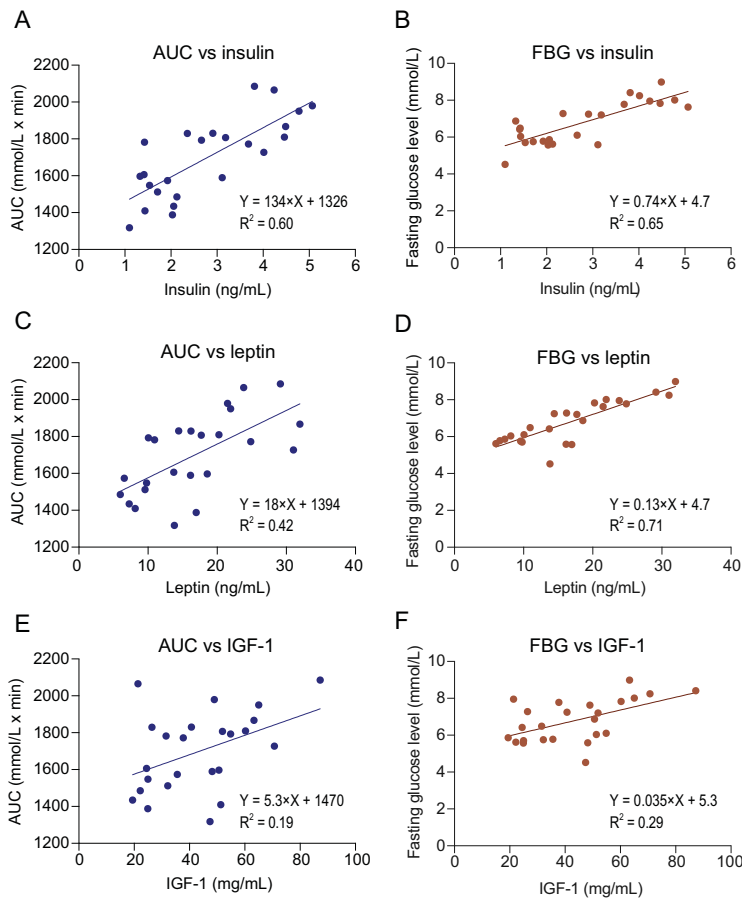 A
AUC vs insulin
AUC (mmol/L x min)
2200
2000
1800
1600
1400
1200
0 1 2 3 4 5 6
Insulin (ng/mL)
Y = 134×X + 1326
R² = 0.60
B
FBG vs insulin
Fasting glucose level (mmol/L)
10
8
6
4
2
0
0 1 2 3 4 5 6
Insulin (ng/mL)
Y = 0.74×X + 4.7
R² = 0.65
C
AUC vs leptin
AUC (mmol/L x min)
2200
2000
1800
1600
1400
1200
0 10 20 30 40
Leptin (ng/mL)
Y = 18×X + 1394
R² = 0.42
D
FBG vs leptin
Fasting glucose level (mmol/L)
10
8
6
4
2
0
0 10 20 30 40
Leptin (ng/mL)
Y = 0.13×X + 4.7
R² = 0.71
E
AUC vs IGF-1
AUC (mmol/L x min)
2200
2000
1800
1600
1400
1200
0 20 40 60 80 100
IGF-1 (mg/mL)
Y = 5.3×X + 1470
R² = 0.19
F
FBG vs IGF-1
Fasting glucose level (mmol/L)
10
8
6
4
2
0
0 20 40 60 80 100
IGF-1 (mg/mL)
Y = 0.035×X + 5.3
R² = 0.29